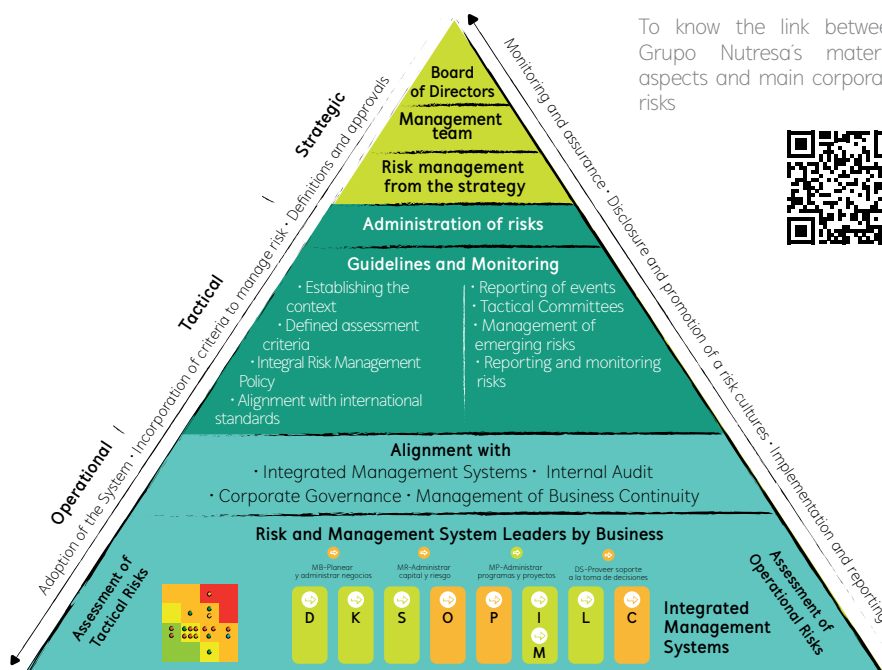 To know the link betwee
Grupo Nutresa´s mater
aspects and main corpora
risks
Board
of Directors
Management
team
Risk management
from the strategy
Administration of risks
Guidelines and Monitoring
· Establishing the
context
· Defined assessment
criteria
· Integral Risk Management
Policy
· Alignment with international
standards
· Reporting of events
· Tactical Committees
· Management of
emerging risks
· Reporting and monitoring
risks
Alignment with
· Integrated Management Systems · Internal Audit
· Corporate Governance · Management of Business Continuity
Risk and Management System Leaders by Business
MB-Planear
y administrar negocios
MR-Administrar
capital y riesgo
MP-Administrar
programas y proyectos
DS-Proveer soporte
a la toma de decisiones
D
K
S
O
P
I
M
L
C
Integrated
Management
Systems
Assessment of
Tactical Risks
Assessment of
Operational Risks
Strategic
Tactical
Operational
Adoption of the System · Incorporation of criteria to manage risk · Definitions and approvals
Monitoring and assurance · Disclosure and promotion of a risk cultures · Implementation and reporting